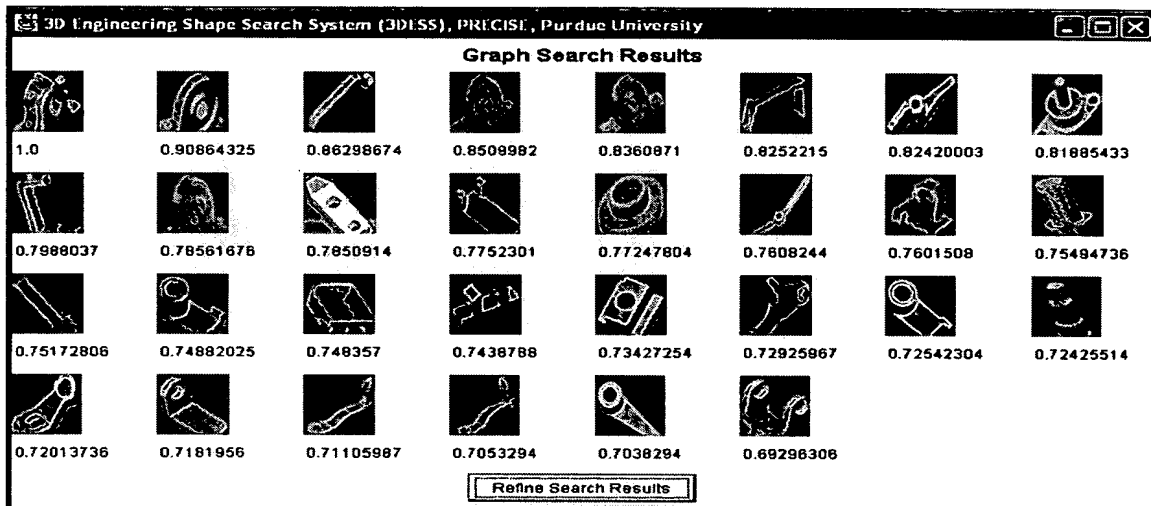 3D Engineering Shape Search System (3DESS), PRECISE, Purdue University
Graph Search Results
1.0 0.90864325 0.86298674 0.8509982 0.8360871 0.8252215 0.82420003 0.81885433
0.7988037 0.78561676 0.7850914 0.7752301 0.77247804 0.7608244 0.7601509 0.75494736
0.75172806 0.74882025 0.748357 0.7438788 0.73427254 0.72925967 0.72542304 0.72425514
0.72013736 0.7181956 0.71105987 0.7053294 0.7038294 0.69296306
Refine Search Results